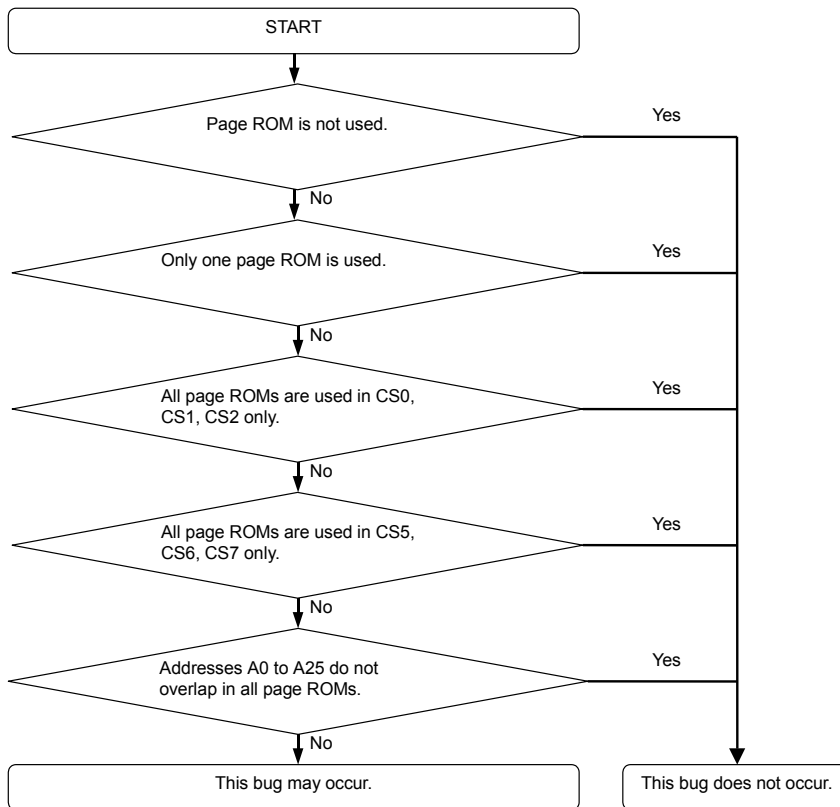 START
Page ROM is not used.
Yes
No
Only one page ROM is used.
Yes
No
All page ROMs are used in CS0,
CS1, CS2 only.
Yes
No
All page ROMs are used in CS5,
CS6, CS7 only.
Yes
No
Addresses A0 to A25 do not
overlap in all page ROMs.
Yes
No
This bug may occur.
This bug does not occur.